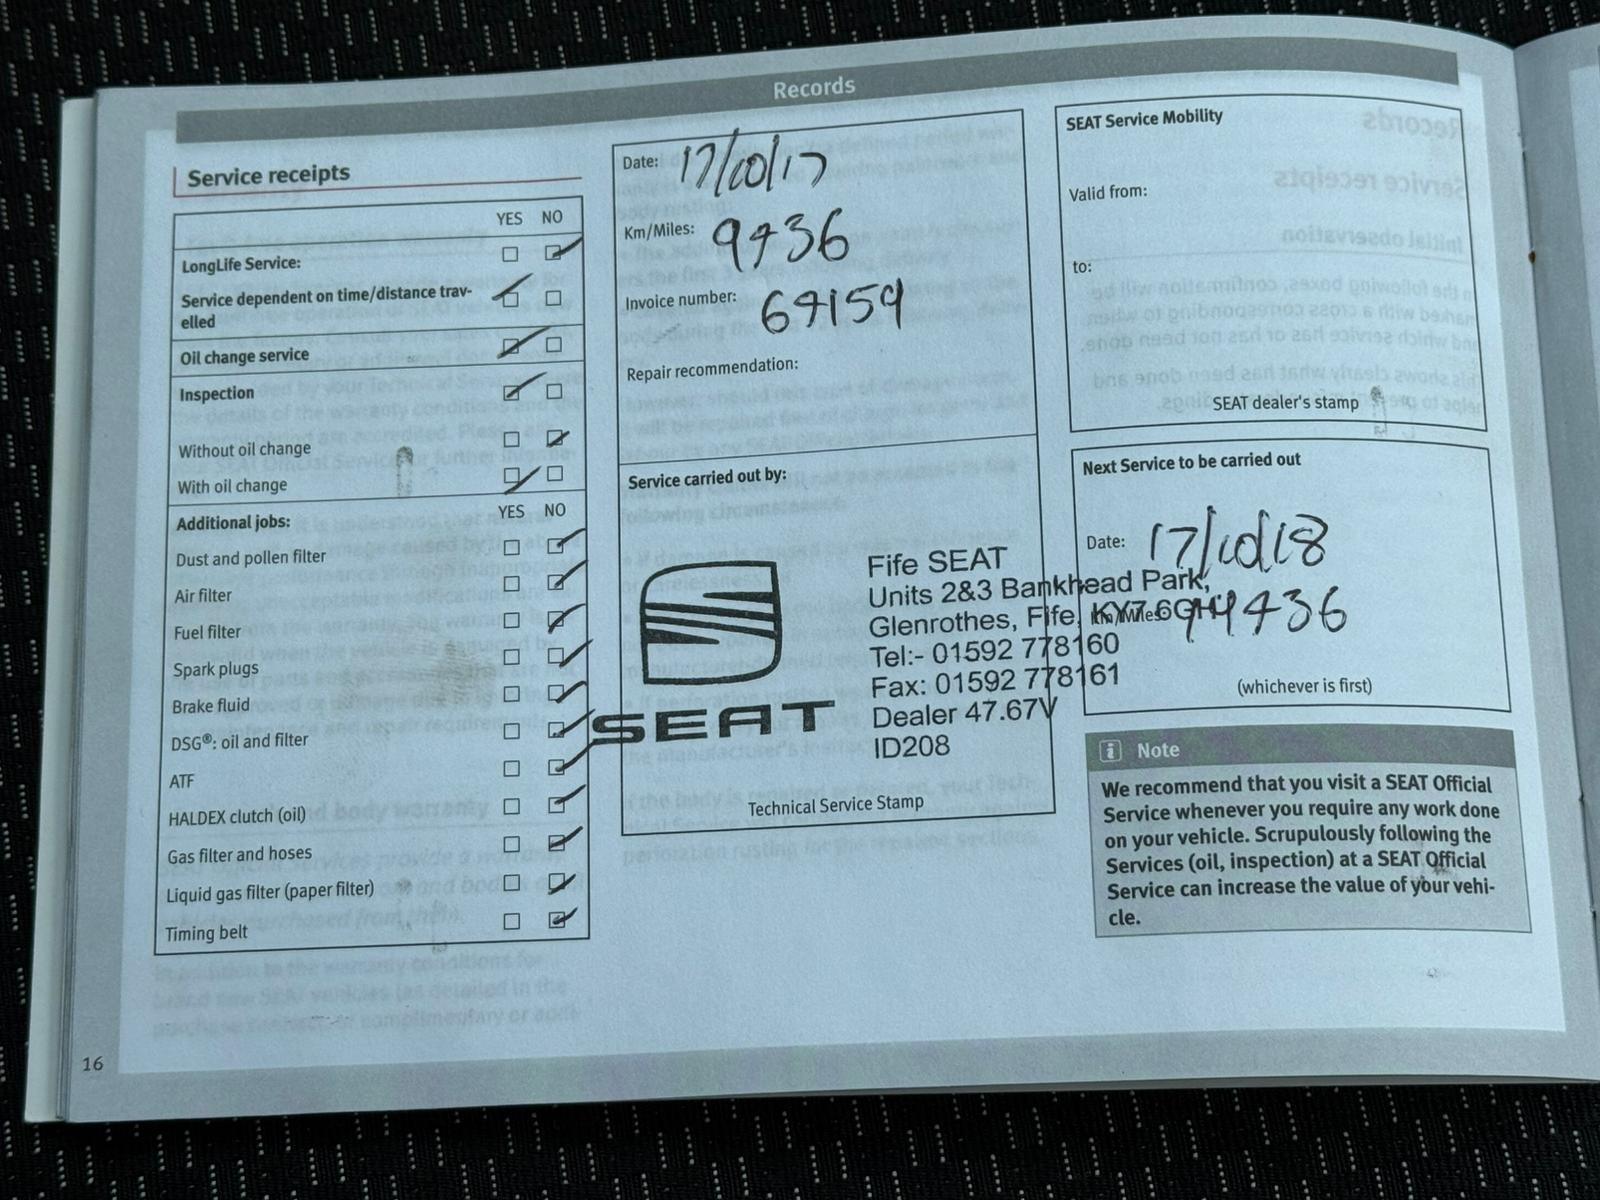 Records
Service receipts
YES NO
LongLife Service:
Service dependent on time/distance trav-
elled
Oil change service
Inspection
Without oil change
With oil change
Additional jobs: YES NO
Dust and pollen filter
Air filter
Fuel filter
Spark plugs
Brake fluid
DSG®: oil and filter
ATF
HALDEX clutch (oil)
Gas filter and hoses
Liquid gas filter (paper filter)
Timing belt
Date: 17/10/17
Km/Miles: 9436
Invoice number: 64159
Repair recommendation:
Service carried out by:
SEAT
Fife SEAT
Units 2&3 Bankhead Park,
Glenrothes, Fife, KY7 6GH
Tel:- 01592 778160
Fax: 01592 778161
Dealer 47.67V
ID208
Technical Service Stamp
SEAT Service Mobility
Valid from:
to:
SEAT dealer's stamp
Next Service to be carried out
Date: 17/10/18
Km/Miles:
(whichever is first)
i Note
We recommend that you visit a SEAT Official
Service whenever you require any work done
on your vehicle. Scrupulously following the
Services (oil, inspection) at a SEAT Official
Service can increase the value of your vehi-
cle.
16